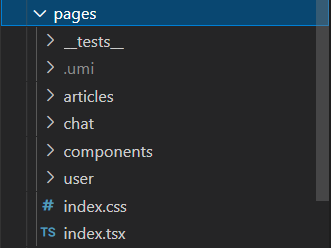 pages
__tests__
.umi
articles
chat
components
user
# index.css
TS index.tsx